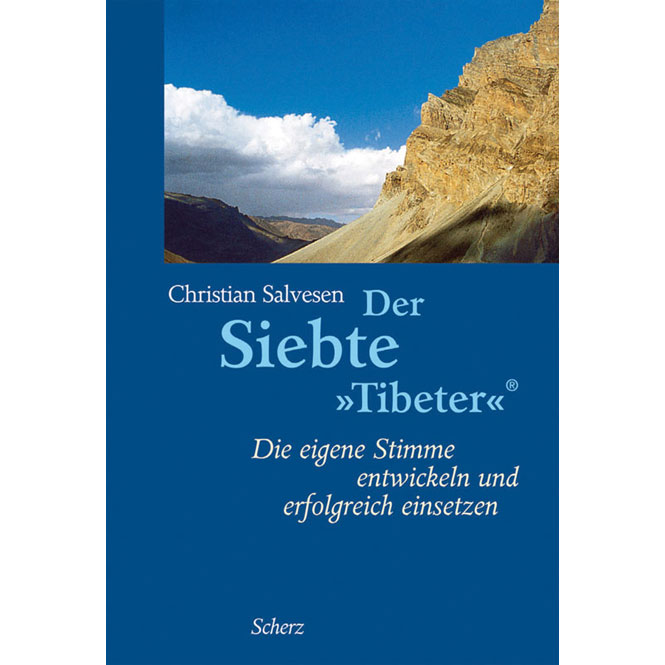 Christian Salvesen
Der
Siebte
»Tibeter«®
Die eigene Stimme
entwickeln und
erfolgreich einsetzen
Scherz